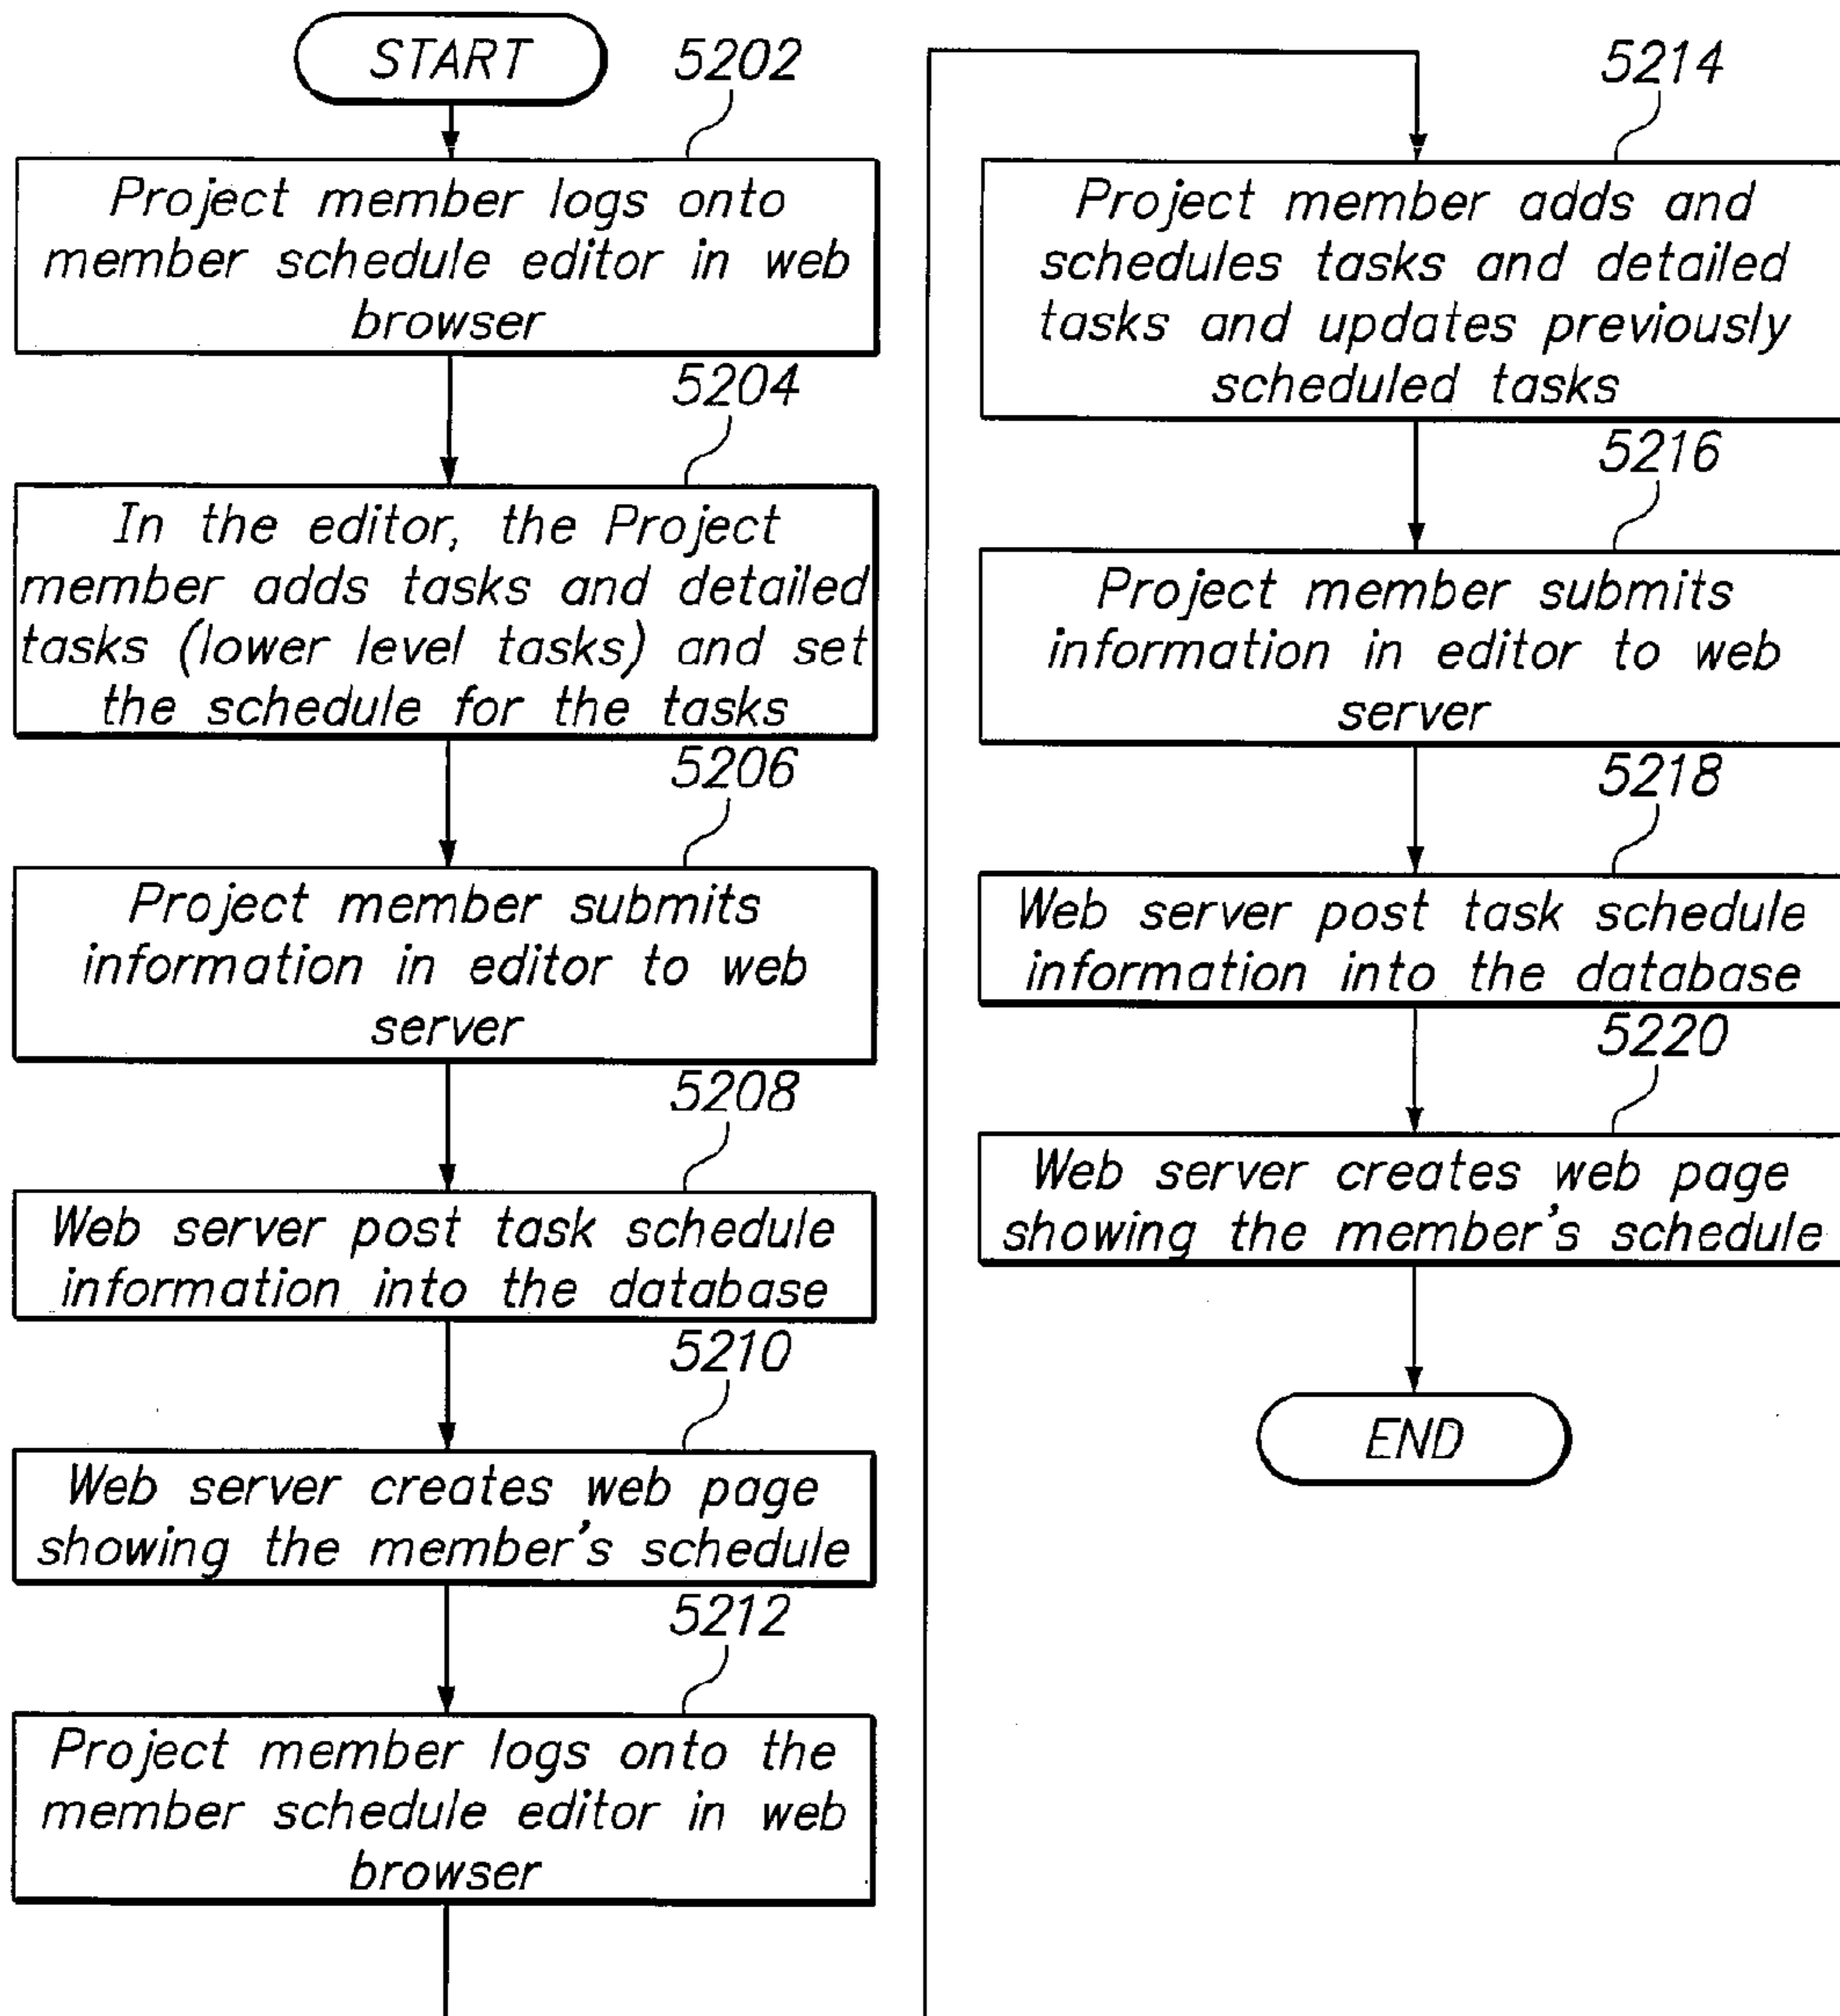 START
5202
Project member logs onto
member schedule editor in web
browser
5204
In the editor, the Project
member adds tasks and detailed
tasks (lower level tasks) and set
the schedule for the tasks
5206
Project member submits
information in editor to web
server
5208
Web server post task schedule
information into the database
5210
Web server creates web page
showing the member's schedule
5212
Project member logs onto the
member schedule editor in web
browser
5214
Project member adds and
schedules tasks and detailed
tasks and updates previously
scheduled tasks
5216
Project member submits
information in editor to web
server
5218
Web server post task schedule
information into the database
5220
Web server creates web page
showing the member's schedule
END